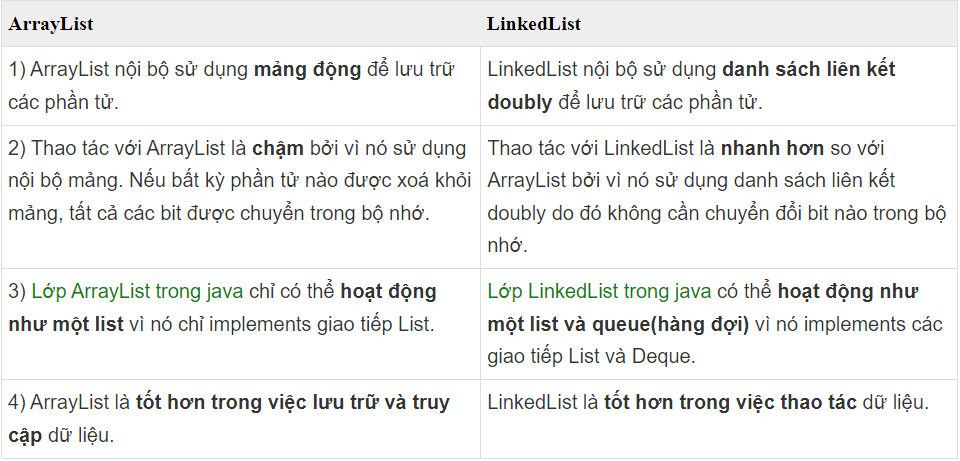 ArrayList
LinkedList
1) ArrayList nội bộ sử dụng mảng động để lưu trữ
các phần tử.
LinkedList nội bộ sử dụng danh sách liên kết
doubly để lưu trữ các phần tử.
2) Thao tác với ArrayList là chậm bởi vì nó sử dụng
nội bộ mảng. Nếu bất kỳ phần tử nào được xoá khỏi
mảng, tất cả các bit được chuyển trong bộ nhớ.
Thao tác với LinkedList là nhanh hơn so với
ArrayList bởi vì nó sử dụng danh sách liên kết
doubly do đó không cần chuyển đổi bit nào trong bộ
nhớ.
3) Lớp ArrayList trong java chỉ có thể hoạt động
như một list vì nó chỉ implements giao tiếp List.
Lớp LinkedList trong java có thể hoạt động như
một list và queue(hàng đợi) vì nó implements các
giao tiếp List và Deque.
4) ArrayList là tốt hơn trong việc lưu trữ và truy
cập dữ liệu.
LinkedList là tốt hơn trong việc thao tác dữ liệu.